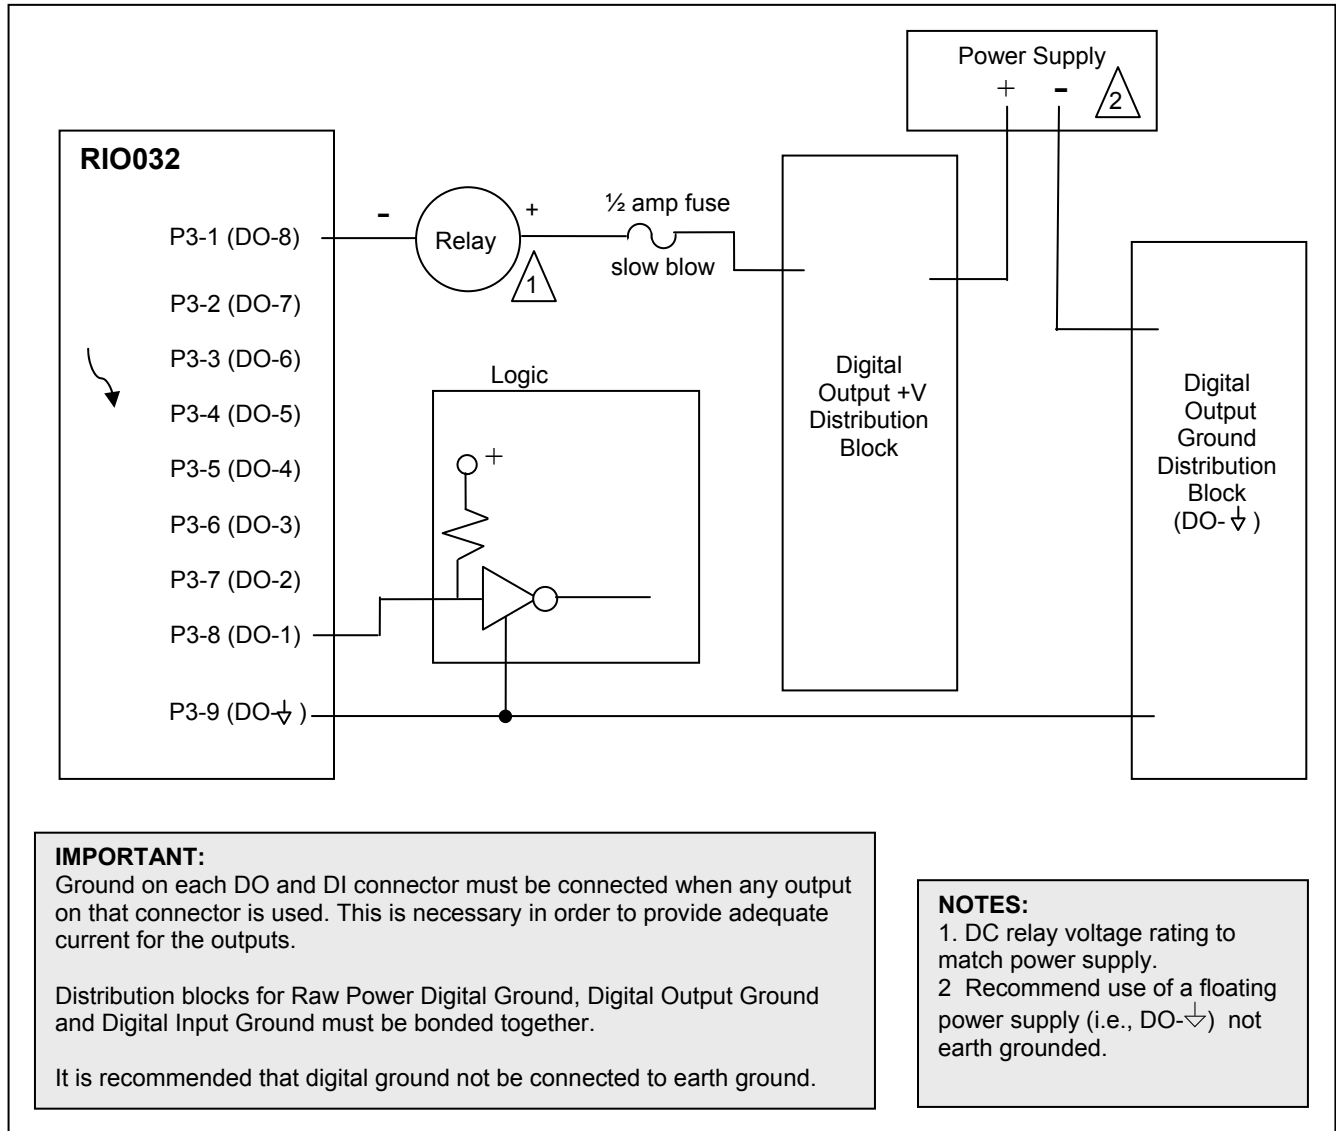 Power Supply
+ -
2
RIO032
P3-1 (DO-8)
-
Relay
+
1
½ amp fuse
slow blow
P3-2 (DO-7)
P3-3 (DO-6)
P3-4 (DO-5)
P3-5 (DO-4)
P3-6 (DO-3)
P3-7 (DO-2)
P3-8 (DO-1)
P3-9 (DO-⏚ )
Logic
+
Digital
Output +V
Distribution
Block
Digital
Output
Ground
Distribution
Block
(DO- ⏚ )
IMPORTANT:
Ground on each DO and DI connector must be connected when any output
on that connector is used. This is necessary in order to provide adequate
current for the outputs.
Distribution blocks for Raw Power Digital Ground, Digital Output Ground
and Digital Input Ground must be bonded together.
It is recommended that digital ground not be connected to earth ground.
NOTES:
1. DC relay voltage rating to
match power supply.
2 Recommend use of a floating
power supply (i.e., DO-⏚) not
earth grounded.